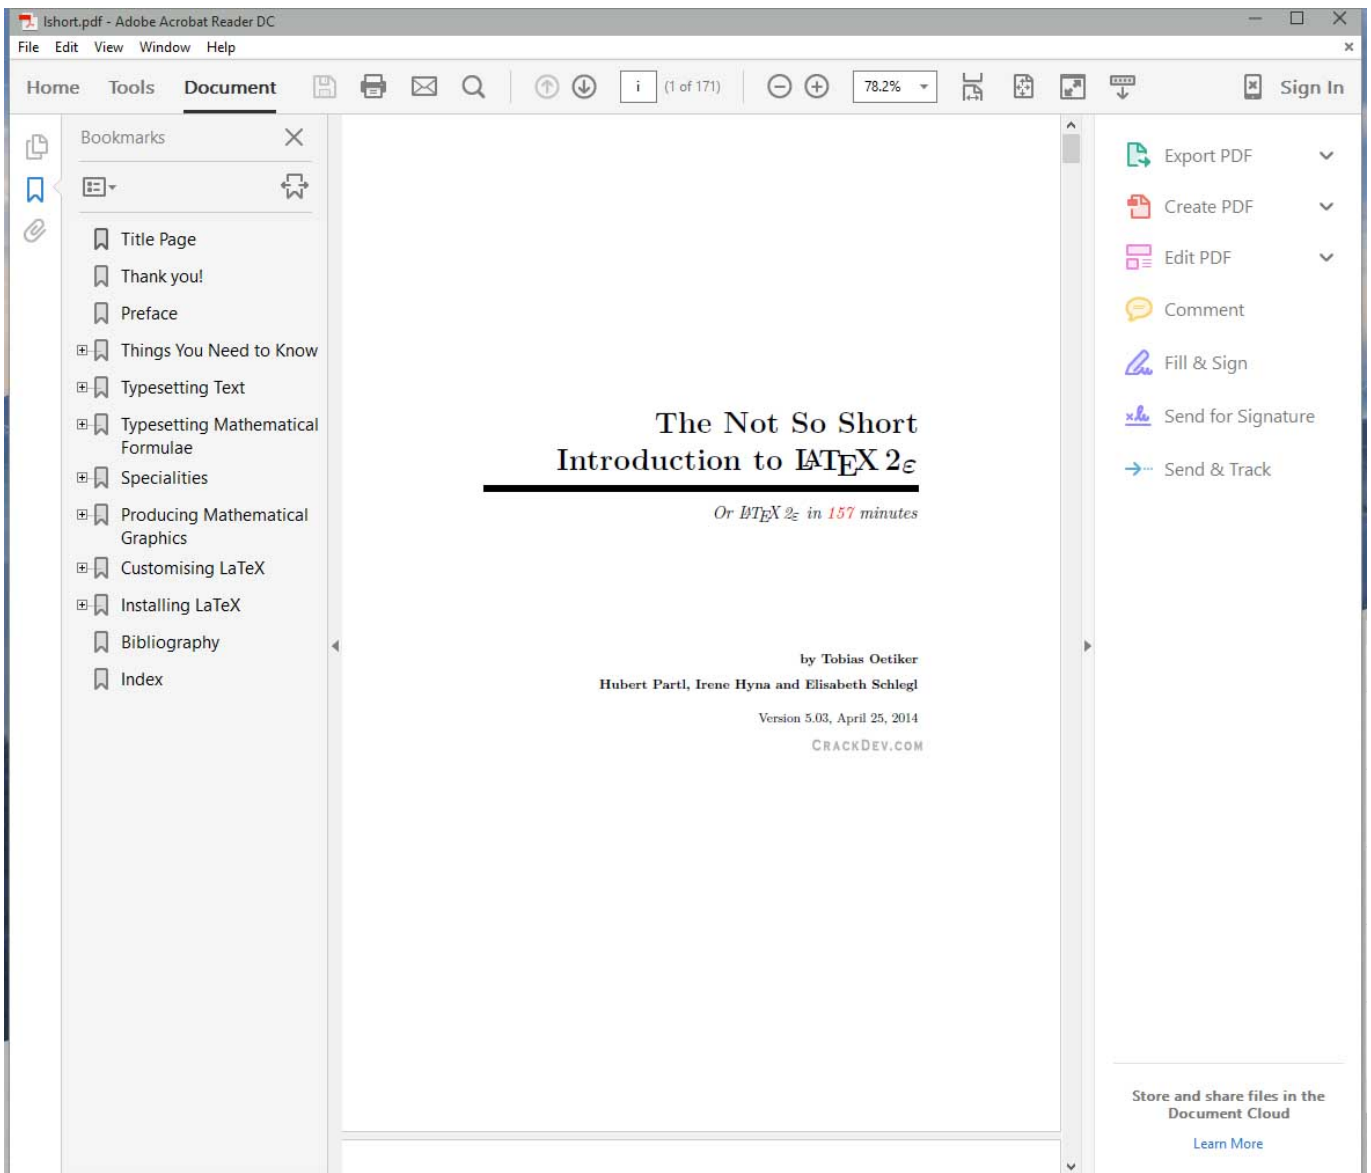 lshort.pdf - Adobe Acrobat Reader DC
File Edit View Window Help
Home Tools Document i (1 of 171) 78.2% Sign In
Bookmarks
Title Page
Thank you!
Preface
Things You Need to Know
Typesetting Text
Typesetting Mathematical
Formulae
Specialities
Producing Mathematical
Graphics
Customising LaTeX
Installing LaTeX
Bibliography
Index
The Not So Short
Introduction to LATEX 2ε
Or LATEX 2ε in 157 minutes
by Tobias Oetiker
Hubert Partl, Irene Hyna and Elisabeth Schlegl
Version 5.03, April 25, 2014
CRACKDEV.COM
Export PDF
Create PDF
Edit PDF
Comment
Fill & Sign
Send for Signature
Send & Track
Store and share files in the
Document Cloud
Learn More